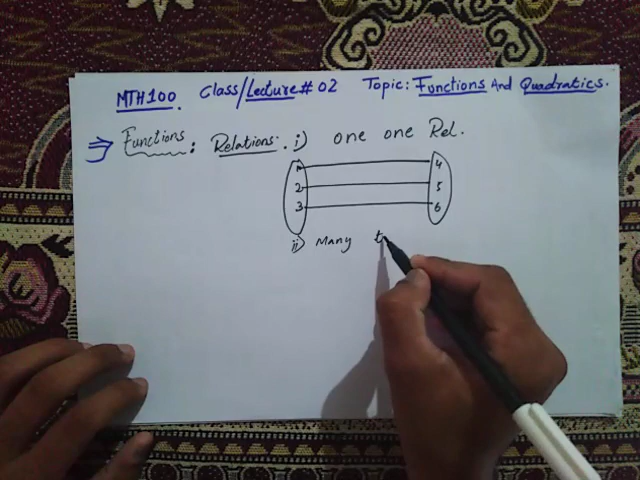 MTH100 Class/Lecture# 02 Topic: Functions And Quadratics.
⇒ Functions: Relations. i) one one Rel.
1 4
2 5
3 6
ii) Many t